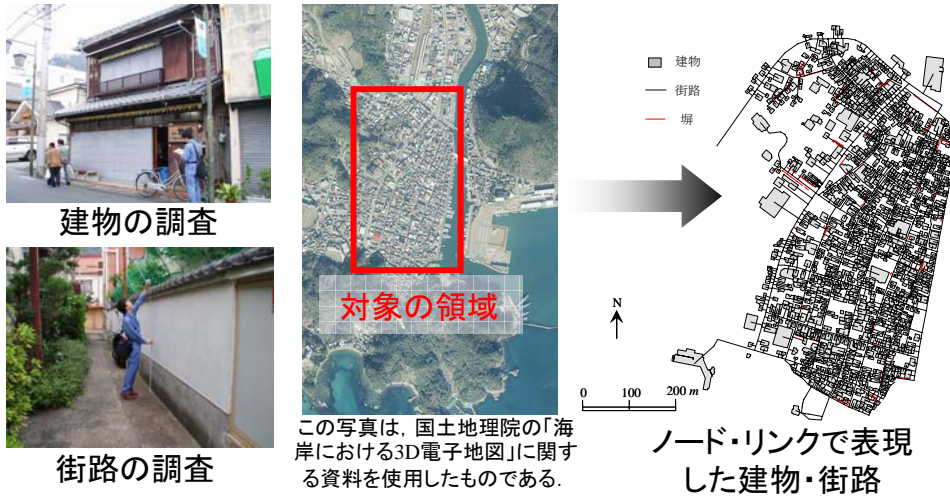 建物の調査
街路の調査
対象の領域
この写真は，国土地理院の「海
岸における3D電子地図」に関す
る資料を使用したものである．
建物
街路
塀
N
0 100 200 m
ノード・リンクで表現
した建物・街路